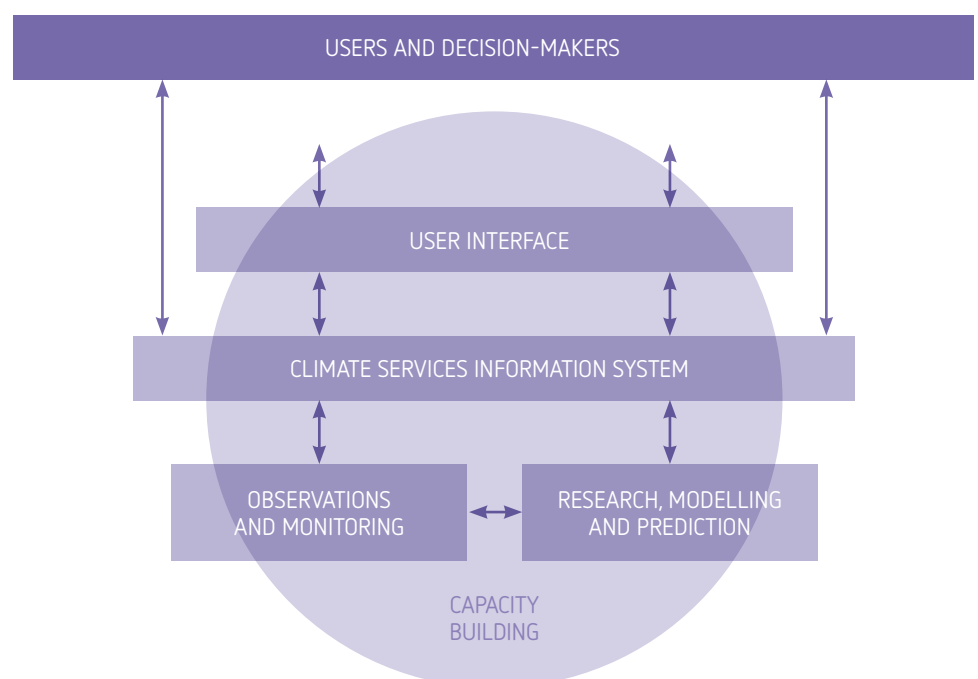 USERS AND DECISION-MAKERS
USER INTERFACE
CLIMATE SERVICES INFORMATION SYSTEM
OBSERVATIONS
AND MONITORING
RESEARCH, MODELLING
AND PREDICTION
CAPACITY
BUILDING